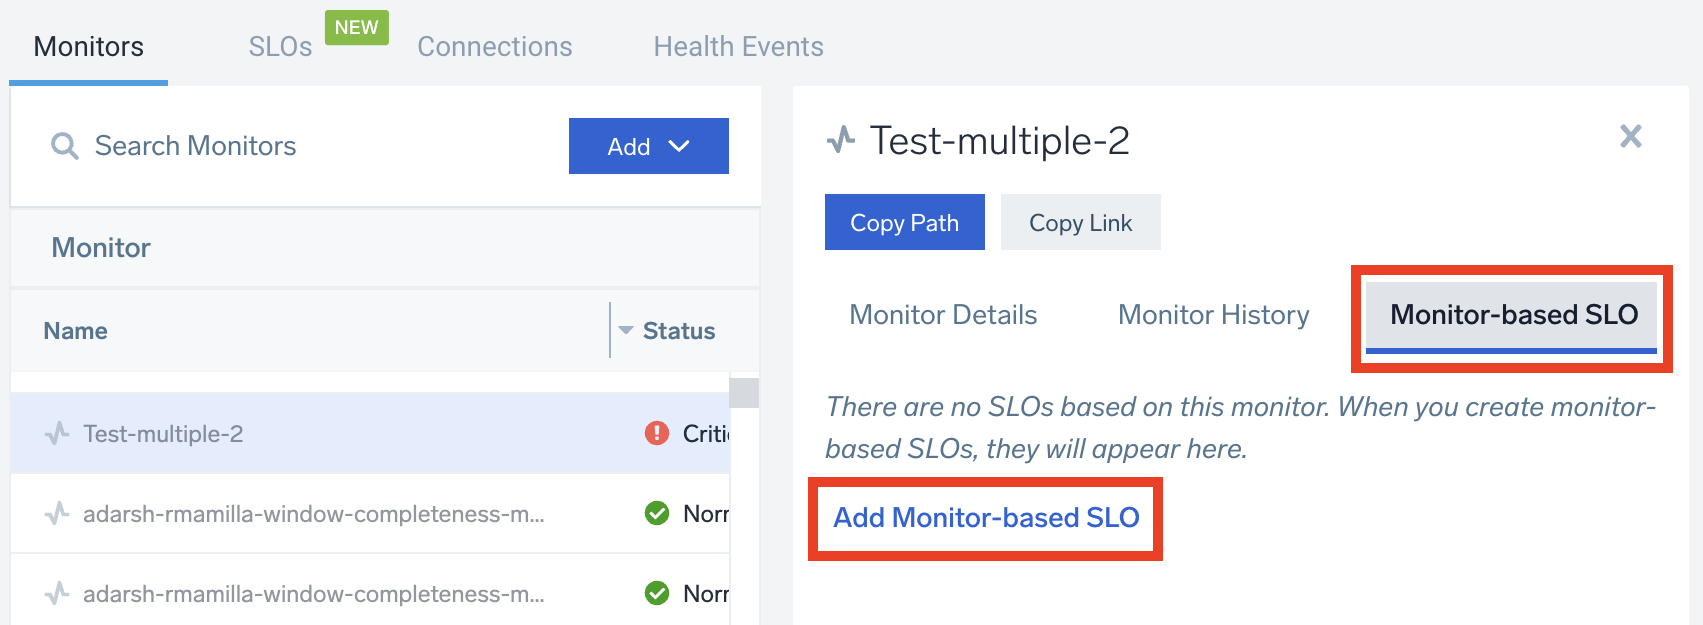 Monitors
SLOs
NEW
Connections
Health Events
Search Monitors
Add
Monitor
Name
Status
Test-multiple-2
Criti
adarsh-rmamilla-window-completeness-m...
Norr
adarsh-rmamilla-window-completeness-m...
Norr
Test-multiple-2
Copy Path
Copy Link
Monitor Details
Monitor History
Monitor-based SLO
There are no SLOs based on this monitor. When you create monitor-
based SLOs, they will appear here.
Add Monitor-based SLO